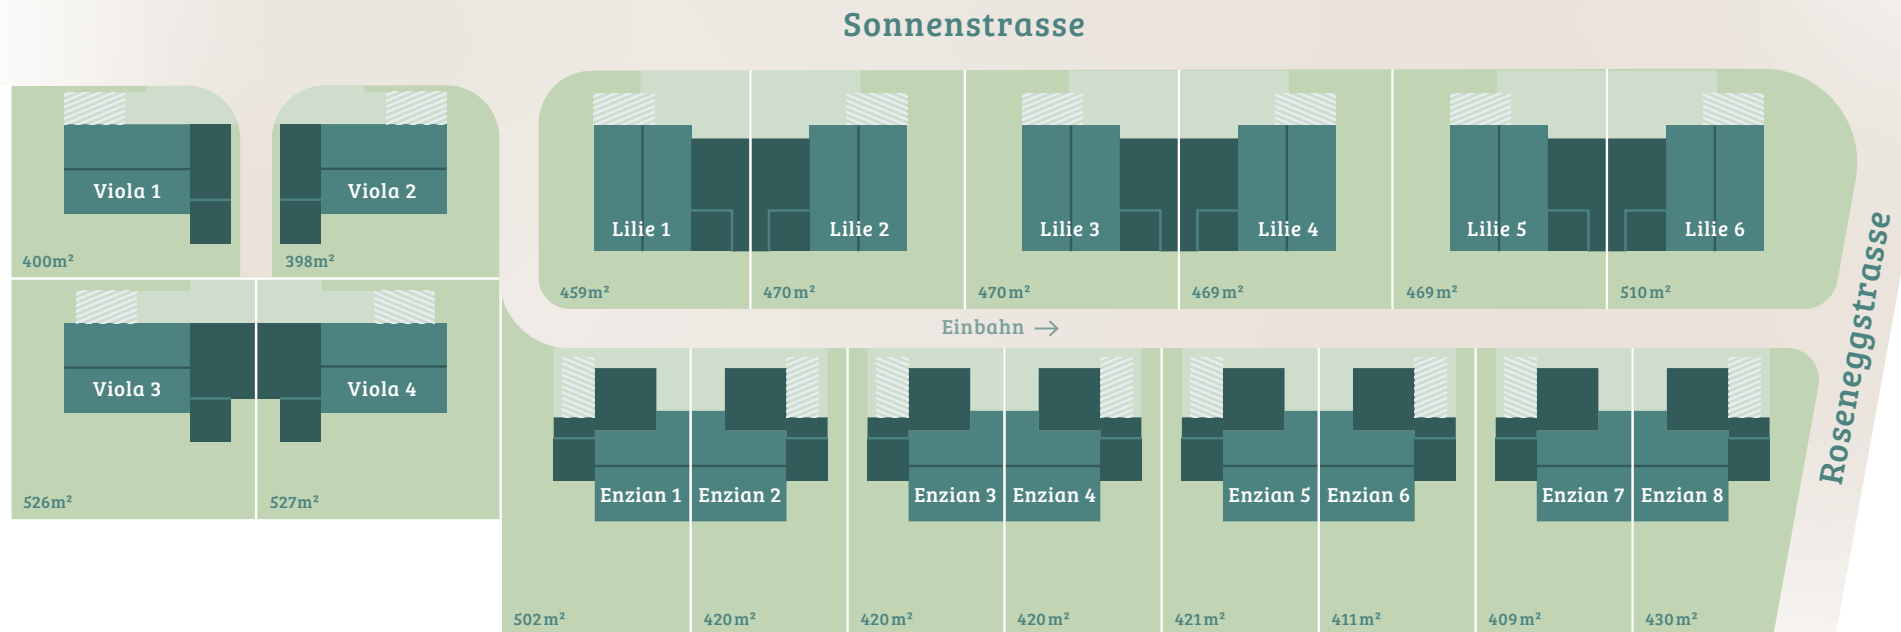 Sonnenstrasse
Viola 1
Viola 2
Lilie 1
Lilie 2
Lilie 3
Lilie 4
Lilie 5
Lilie 6
400m²
398m²
459m²
470m²
470m²
469m²
469m²
510m²
Einbahn →
Roseneggstrasse
Viola 3
Viola 4
526m²
527m²
Enzian 1
Enzian 2
Enzian 3
Enzian 4
Enzian 5
Enzian 6
Enzian 7
Enzian 8
502m²
420m²
420m²
420m²
421m²
411m²
409m²
430m²